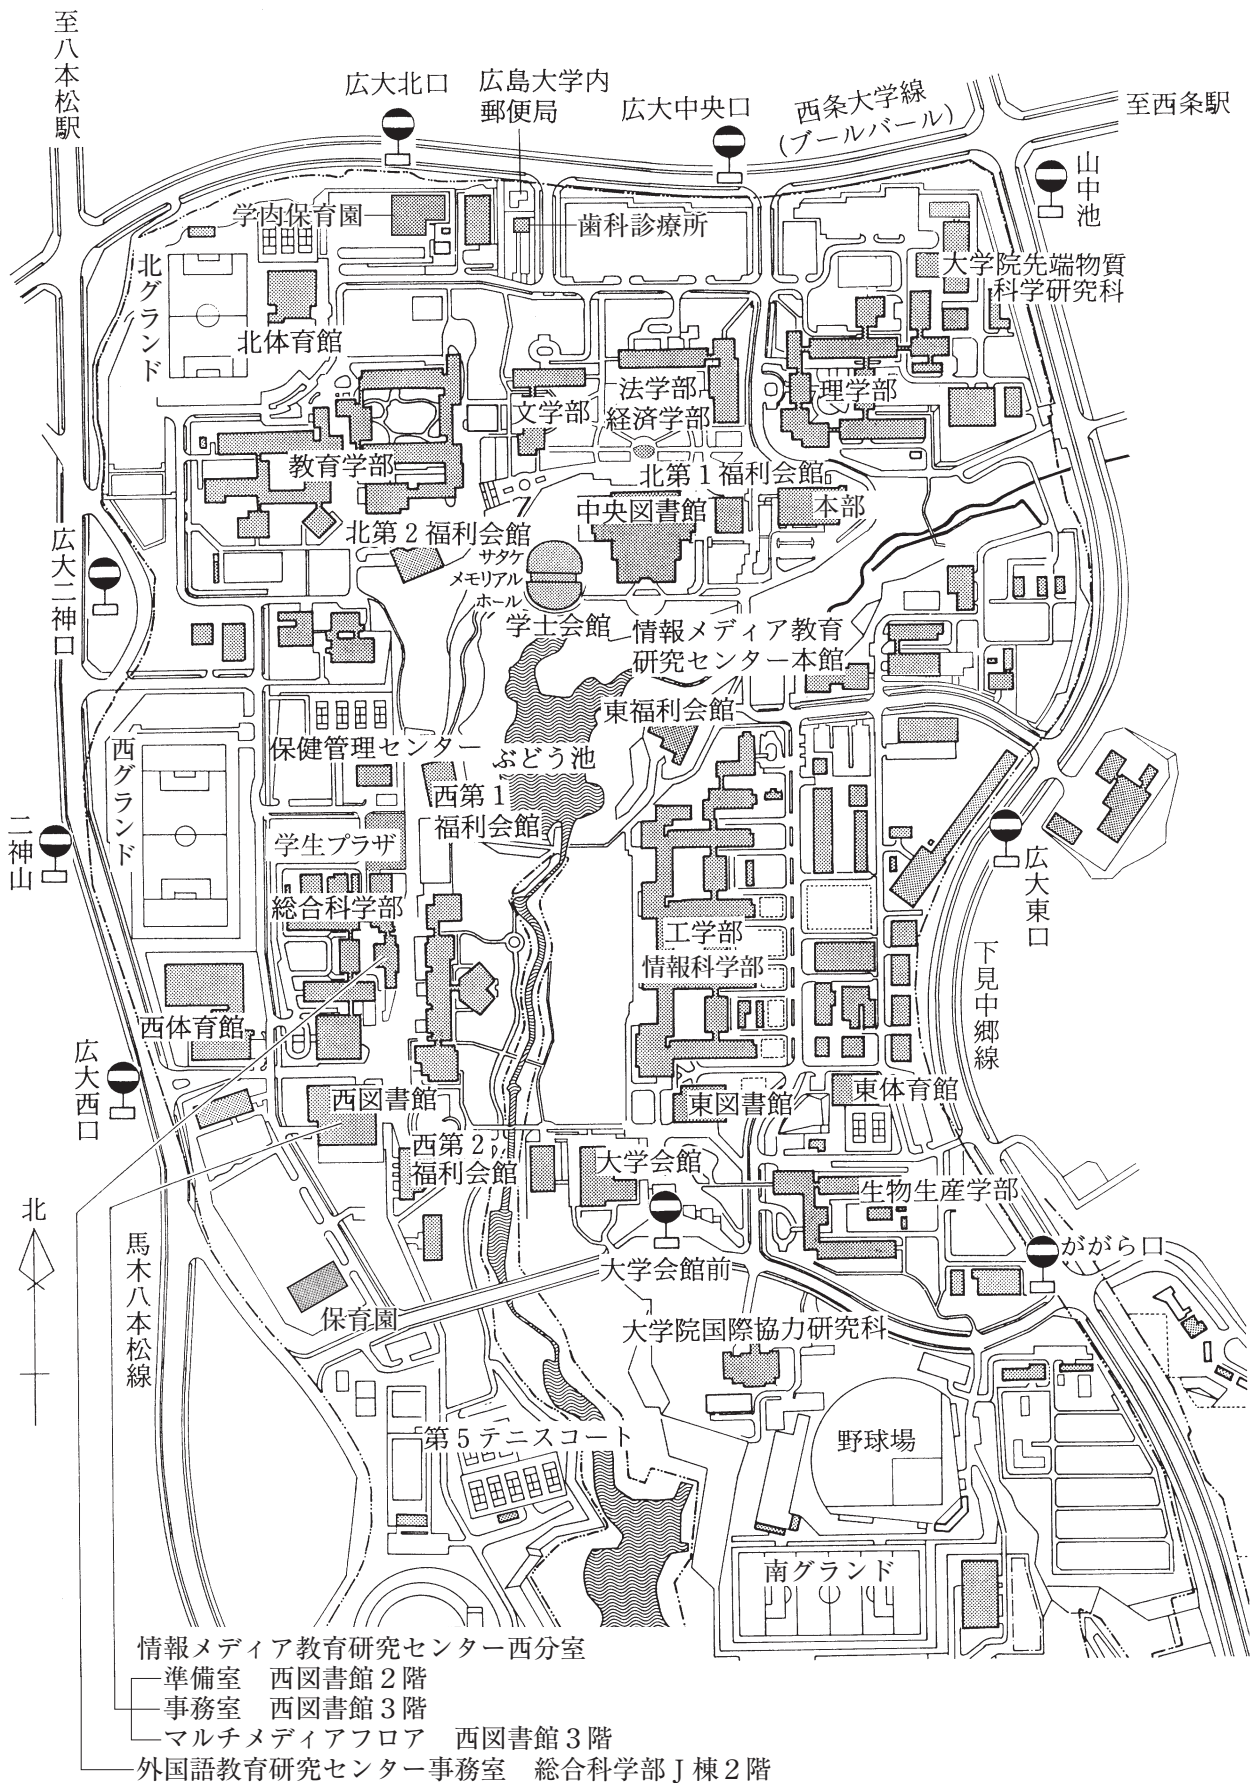 至八本松駅
広大北口
広島大学内
郵便局
広大中央口
西条大学線
(ブールバール)
至西条駅
山中池
学内保育園
歯科診療所
北グランド
大学院先端物質
科学研究科
北体育館
法学部
経済学部
文学部
理学部
教育学部
北第1福利会館
中央図書館
本部
北第2福利会館
広大二神口
サタケ
メモリアル
ホール
学士会館
情報メディア教育
研究センター本館
東福利会館
西グランド
保健管理センター
ぶどう池
西第1
福利会館
二神山
学生プラザ
広大東口
総合科学部
工学部
情報科学部
下見中郷線
西体育館
広大西口
西図書館
東図書館
東体育館
西第2
福利会館
大学会館
生物生産学部
北
馬木八本松線
ががら口
大学会館前
保育園
大学院国際協力研究科
第5テニスコート
野球場
南グランド
情報メディア教育研究センター西分室
準備室 西図書館2階
事務室 西図書館3階
マルチメディアフロア 西図書館3階
外国語教育研究センター事務室 総合科学部J棟2階